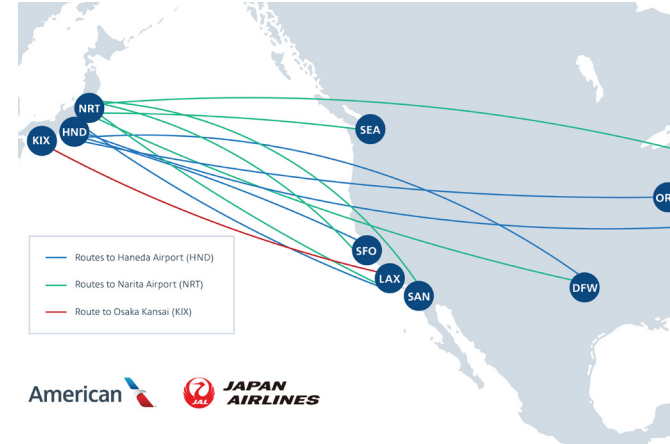 NRT
HND
KIX
SEA
OR
SFO
LAX
SAN
DFW
Routes to Haneda Airport (HND)
Routes to Narita Airport (NRT)
Route to Osaka Kansai (KIX)
American
JAL
JAPAN
AIRLINES